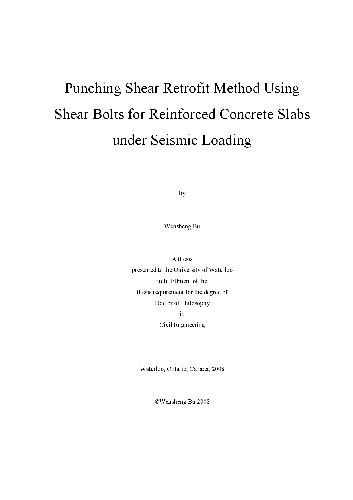 Punching Shear Retrofit Method Using
Shear Bolts for Reinforced Concrete Slabs
under Seismic Loading
by
Wensheng Bu
A thesis
presented to the University of Waterloo
in fulfilment of the
thesis requirement for the degree of
Doctor of Philosophy
in
Civil Engineering
Waterloo, Ontario, Canada, 2008
©Wensheng Bu 2008